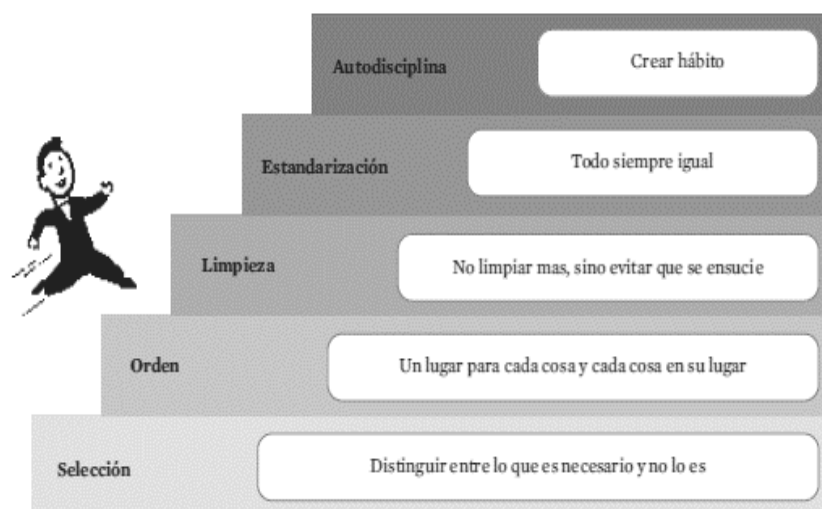 Autodisciplina
Crear hábito
Estandarización
Todo siempre igual
Limpieza
No limpiar mas, sino evitar que se ensucie
Orden
Un lugar para cada cosa y cada cosa en su lugar
Selección
Distinguir entre lo que es necesario y no lo es